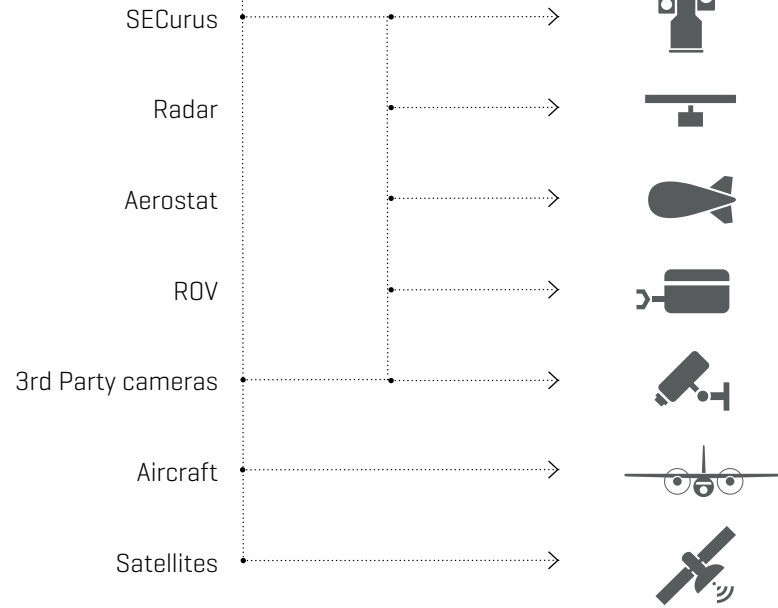 SECurus
Radar
Aerostat
ROV
3rd Party cameras
Aircraft
Satellites